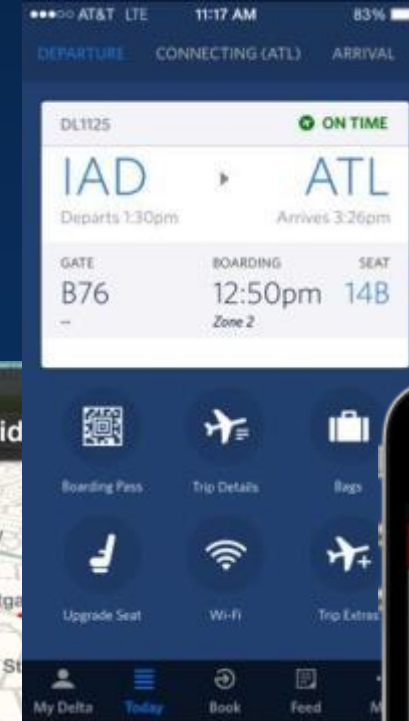 AT&T LTE 11:17 AM 83%
DEPARTURE CONNECTING (ATL) ARRIVAL
DL1125 ON TIME
IAD ATL
Departs 1:30pm Arrives 3:26pm
GATE BOARDING SEAT
B76 12:50pm 14B
-- Zone 2
Boarding Pass Trip Details Bags
Upgrade Seat Wi-Fi Trip Extras
My Delta Today Book Feed M
id
St